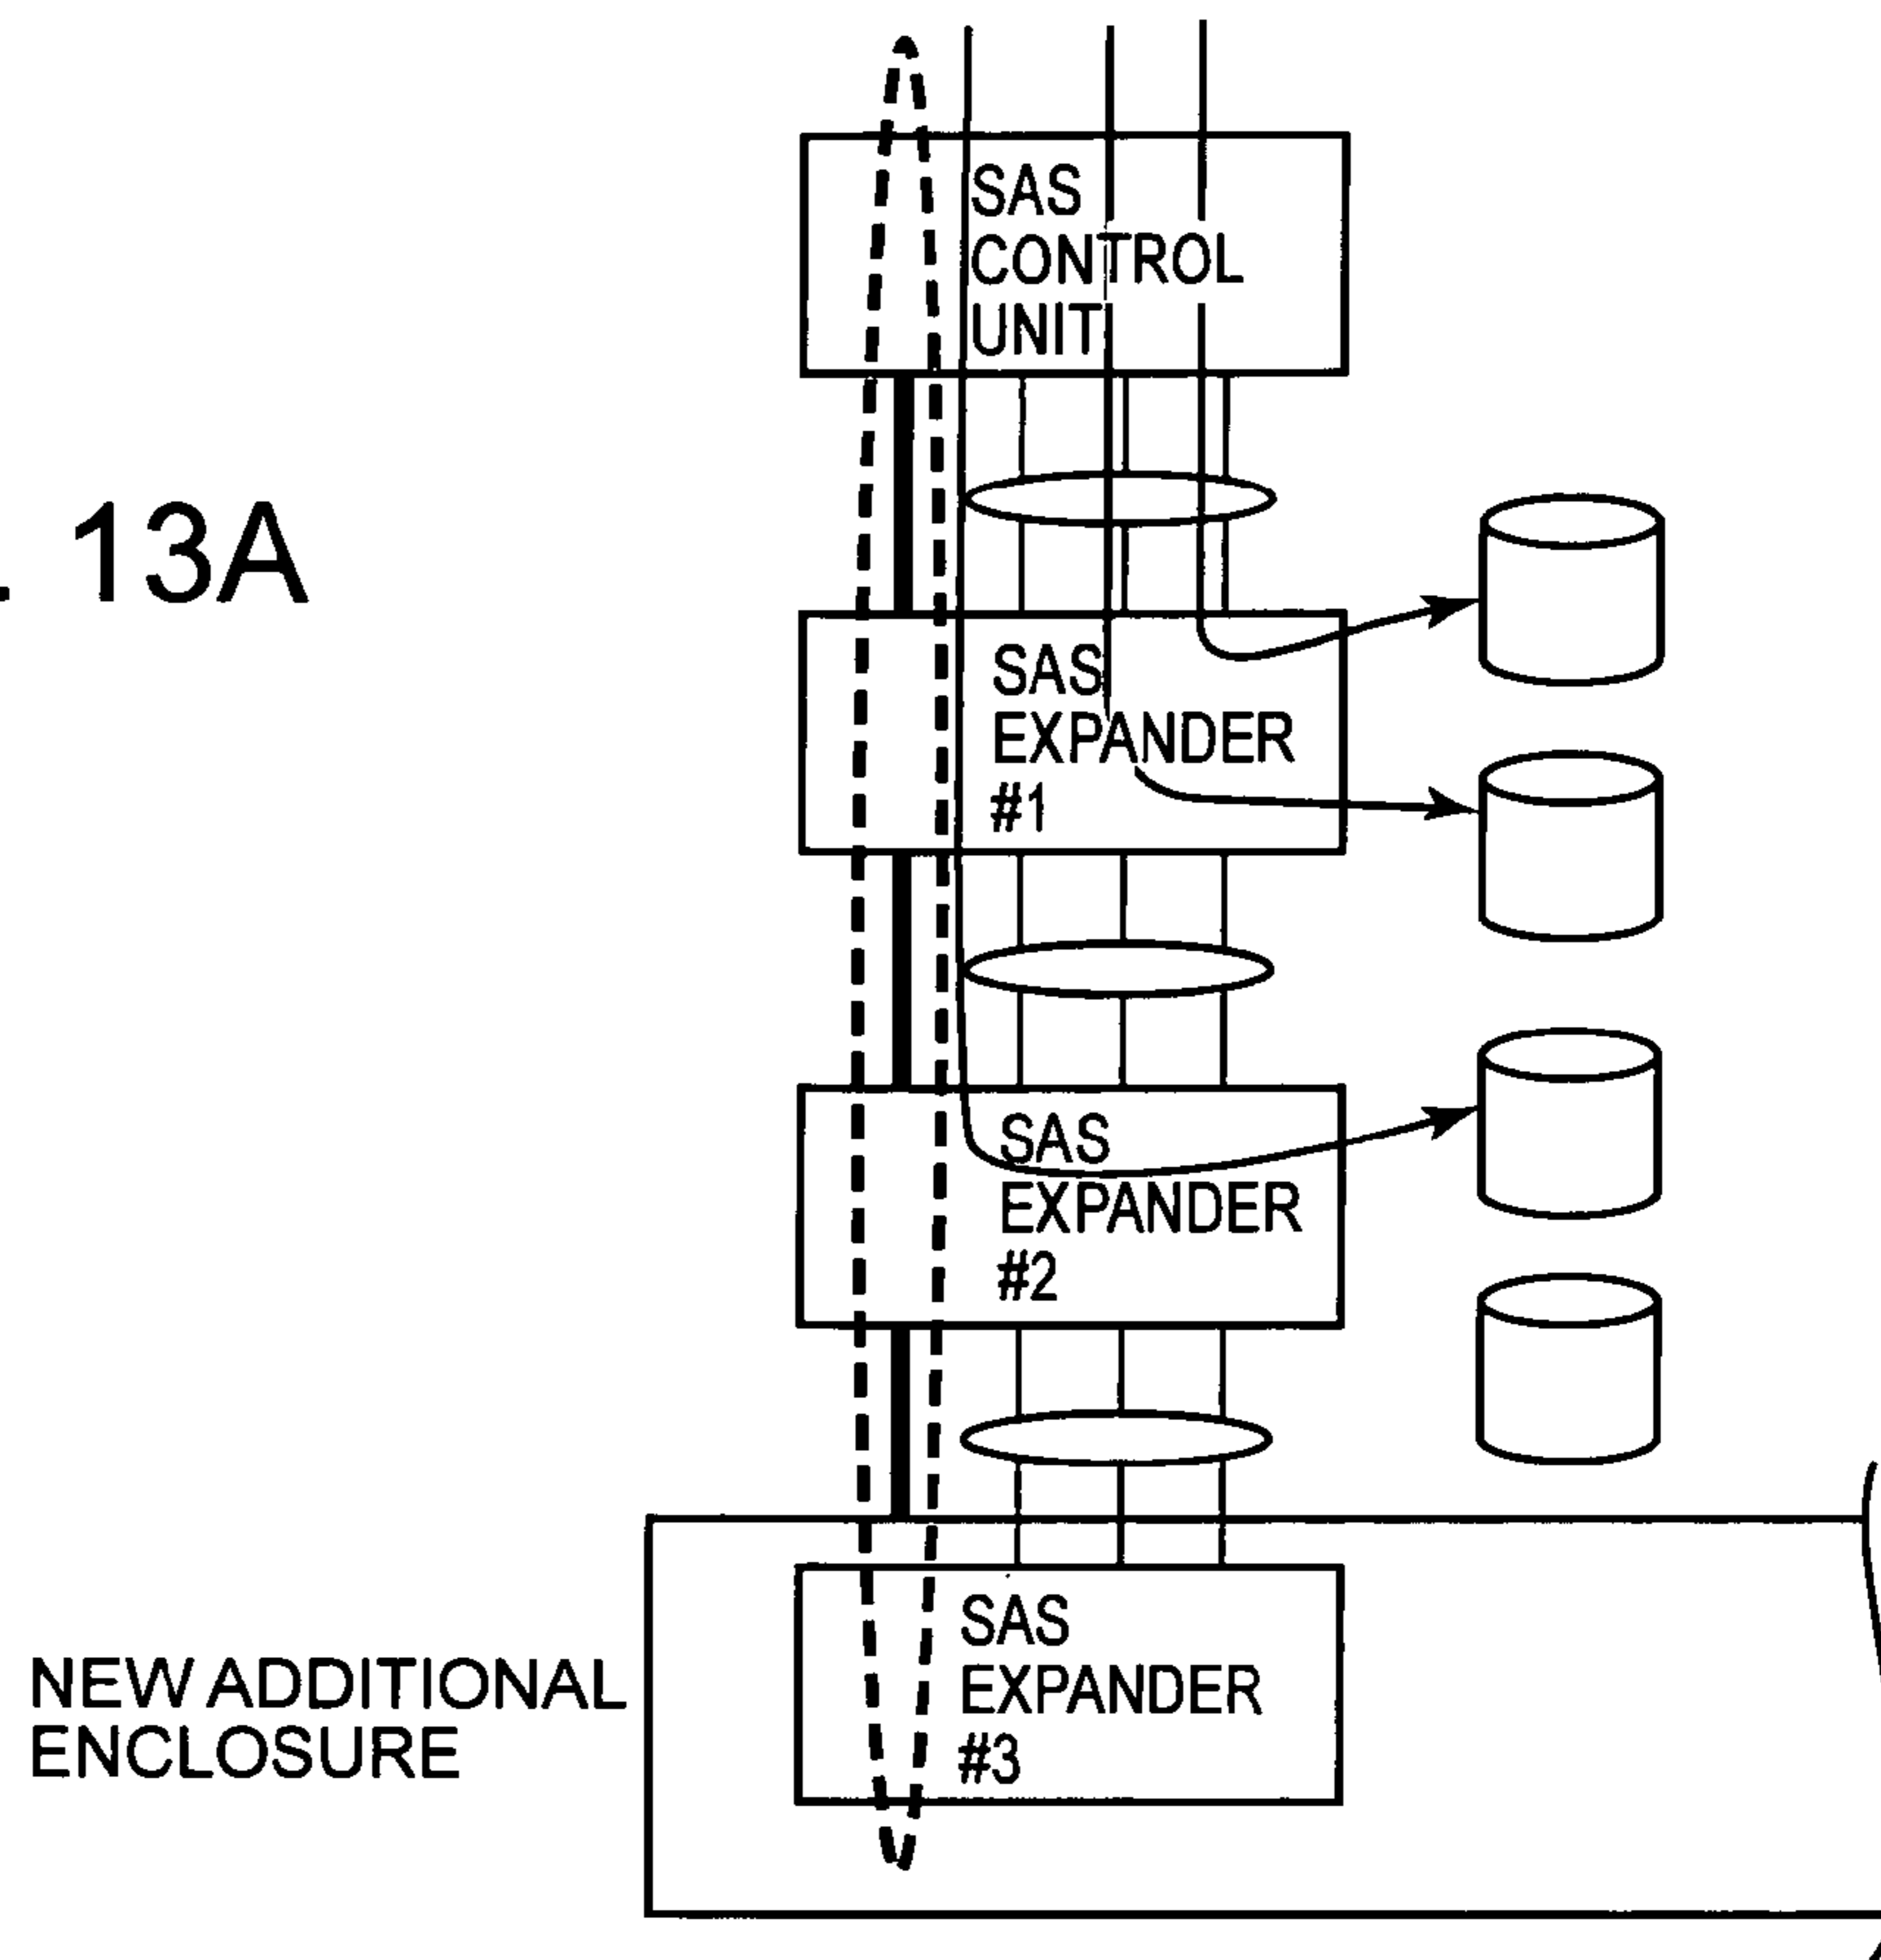 SAS
CONTROL
UNIT
. 13A
SAS
EXPANDER
#1
SAS
EXPANDER
#2
SAS
EXPANDER
#3
NEW ADDITIONAL
ENCLOSURE